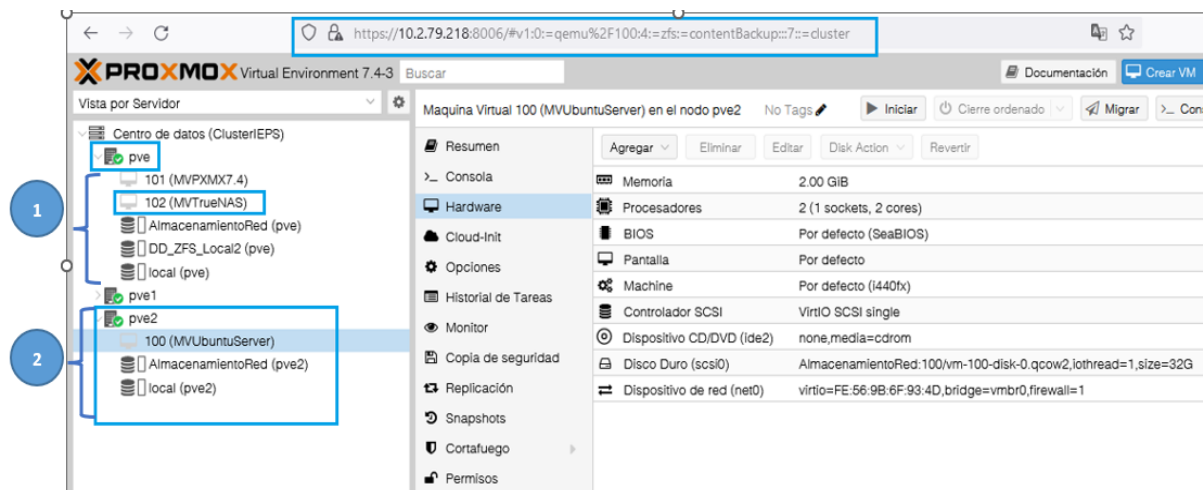 https://10.2.79.218:8006/#v1:0:=qemu%2F100:4:=zfs:=contentBackup:::7::=cluster
PROXMOX Virtual Environment 7.4-3 Buscar Documentación Crear VM
Vista por Servidor
Centro de datos (ClusterIEPS)
pve
101 (MVPXMX7.4)
102 (MVTrueNAS)
AlmacenamientoRed (pve)
DD_ZFS_Local2 (pve)
local (pve)
pve1
pve2
100 (MVUbuntuServer)
AlmacenamientoRed (pve2)
local (pve2)
1
2
Maquina Virtual 100 (MVUbuntuServer) en el nodo pve2 No Tags Iniciar Cierre ordenado Migrar >_ Con
Resumen
>_ Consola
Hardware
Cloud-Init
Opciones
Historial de Tareas
Monitor
Copia de seguridad
Replicación
Snapshots
Cortafuego
Permisos
Agregar Eliminar Editar Disk Action Revertir
Memoria 2.00 GiB
Procesadores 2 (1 sockets, 2 cores)
BIOS Por defecto (SeaBIOS)
Pantalla Por defecto
Machine Por defecto (i440fx)
Controlador SCSI VirtIO SCSI single
Dispositivo CD/DVD (ide2) none,media=cdrom
Disco Duro (scsi0) AlmacenamientoRed:100/vm-100-disk-0.qcow2,iothread=1,size=32G
Dispositivo de red (net0) virtio=FE:56:9B:6F:93:4D,bridge=vmbr0,firewall=1